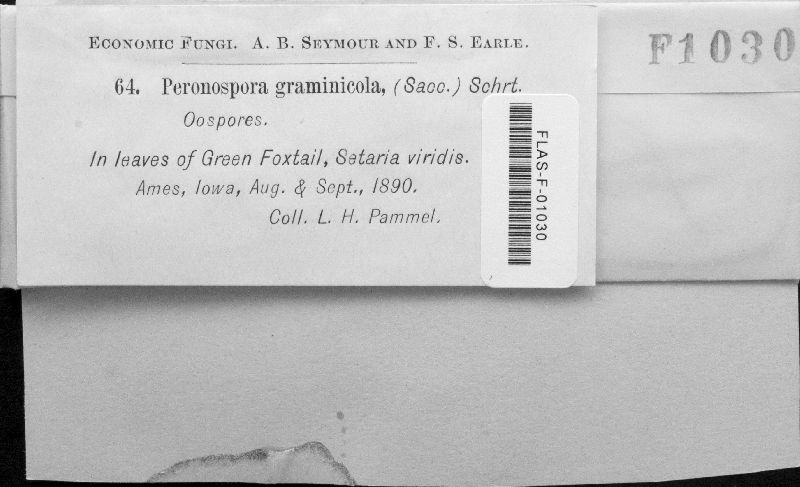 Economic Fungi. A. B. Seymour and F. S. Earle.
64. Peronospora graminicola, (Sacc.) Schrt.
Oospores.
In leaves of Green Foxtail, Setaria viridis.
Ames, Iowa, Aug. & Sept., 1890.
Coll. L. H. Pammel.
FLAS-F-01030
F1030